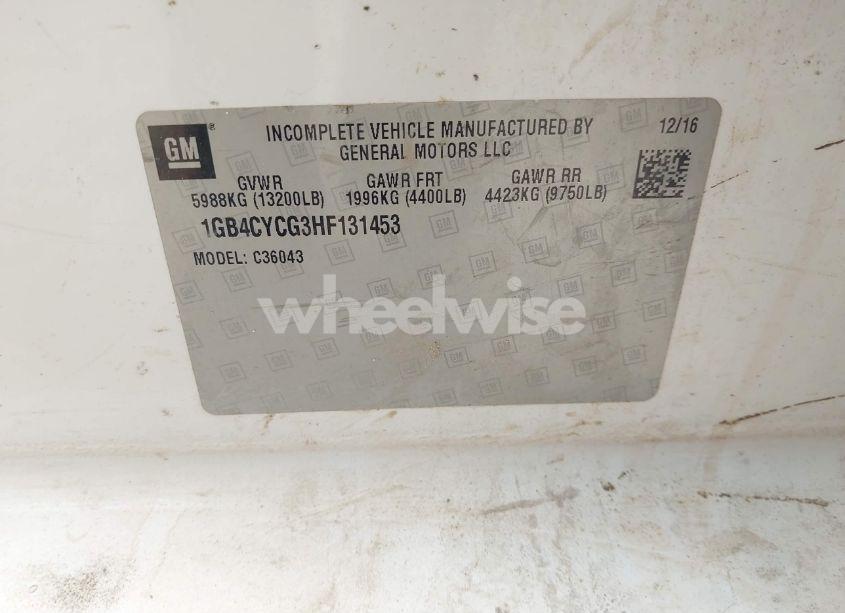 GM ®
INCOMPLETE VEHICLE MANUFACTURED BY
GENERAL MOTORS LLC
12/16
GVWR
5988KG (13200LB)
GAWR FRT
1996KG (4400LB)
GAWR RR
4423KG (9750LB)
1GB4CYCG3HF131453
MODEL: C36043
wheelwise